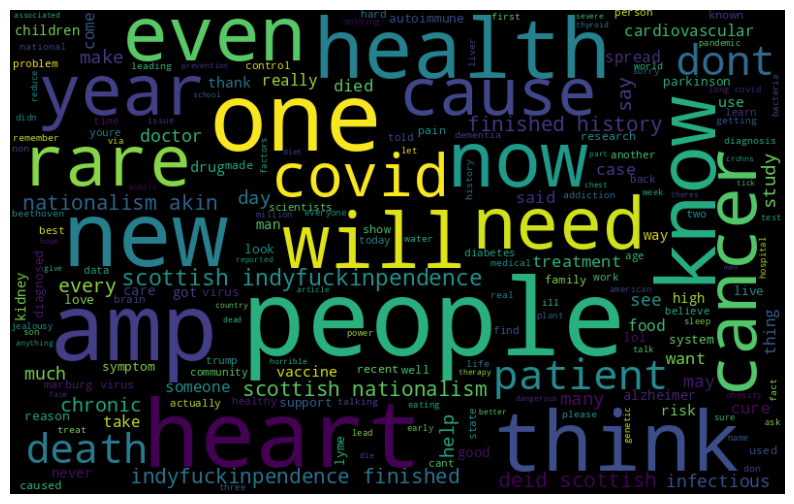 associated
children
come
autoimmune
hard
first
severe
thyroid
person
known
cardiovascular
national
problem
make
even
health
nothing
liver
pandemic
leading
control
prevention
spread
world
sorry
dont
reduce
didn
school
thank
really
died
year
one
cause
say
long covid
parkinson
bacteria
time
issue
remember
youre
via
pain
told
dementia
finished history
use
learn
getting
non
doctor
factors
diet
let
research
diagnosis
rare
drug
made
covid
now
part
another
crohns
know
cancer
study
history
case
back
addiction
chest
tick
public
nationalism akin
day
scientists
everyone
week
theres
two
test
beethoven
million
said
man
show
today
water
new
will
need
way
best
look
diabetes
age
hope
data
scottish indyfuckinpendence
medical
treatment
hospital
give
every
reported
family
work
see
high
med
kidney
diagnosed
care
got
virus
country
article
real
ill
american
live
love
brain
dead
find
plant
food
believe
sleep
thing
jealousy
son
amp
people
system
fact
anything
trump
power
lol
talk
symptom
community
recent
well
life
want
much
vaccine
horrible
therapy
patient
may
marburg virus
someone
scottish nationalism
many
alzheimer
obesity
chronic
face
actually
healthy
support
talking
eating
better
dangerous
please
risk
cure
reason
treat
take
heart
help
state
think
genetic
sure
ask
death
lyme
lead
early
good
name
never
cant
die
don
used
caused
indyfuckinpendence finished
three
deid scottish
infectious